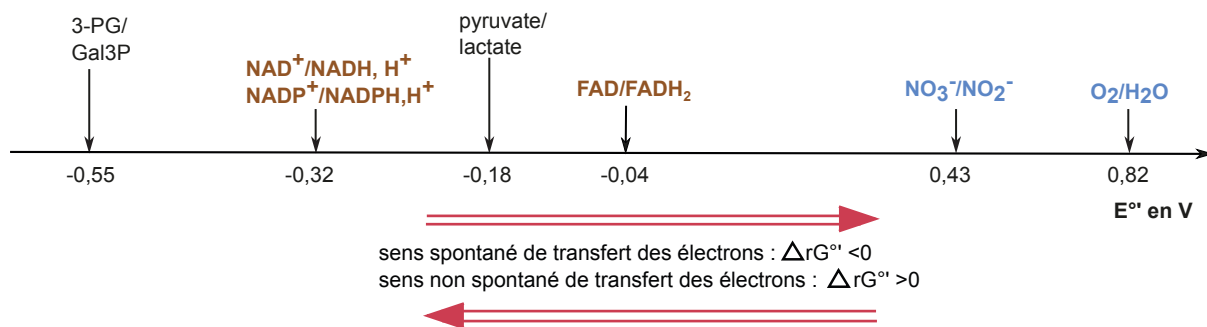 3-PG/
Gal3P
NAD⁺/NADH, H⁺
NADP⁺/NADPH,H⁺
pyruvate/
lactate
FAD/FADH₂
NO₃⁻/NO₂⁻
O₂/H₂O
-0,55
-0,32
-0,18
-0,04
0,43
0,82
E°' en V
sens spontané de transfert des électrons : ΔrG°' <0
sens non spontané de transfert des électrons : ΔrG°' >0